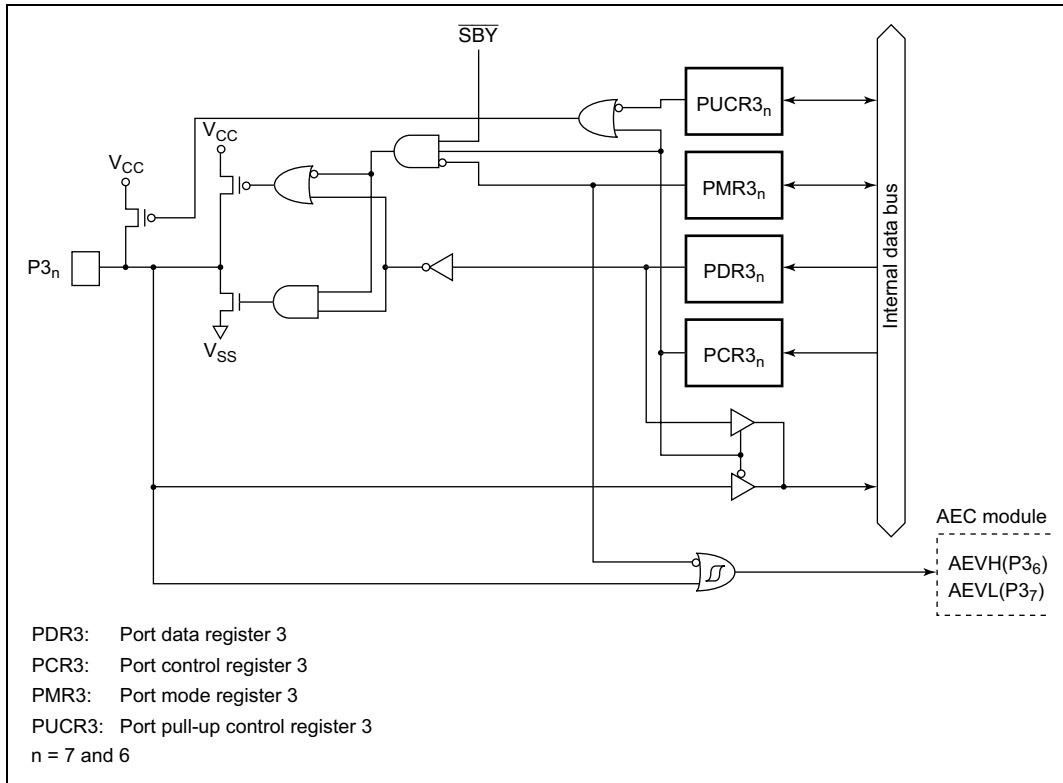 SBY
PUCR3n
VCC
VCC
PMR3n
Internal data bus
P3n
PDR3n
VSS
PCR3n
AEC module
AEVH(P36)
AEVL(P37)
PDR3: Port data register 3
PCR3: Port control register 3
PMR3: Port mode register 3
PUCR3: Port pull-up control register 3
n = 7 and 6